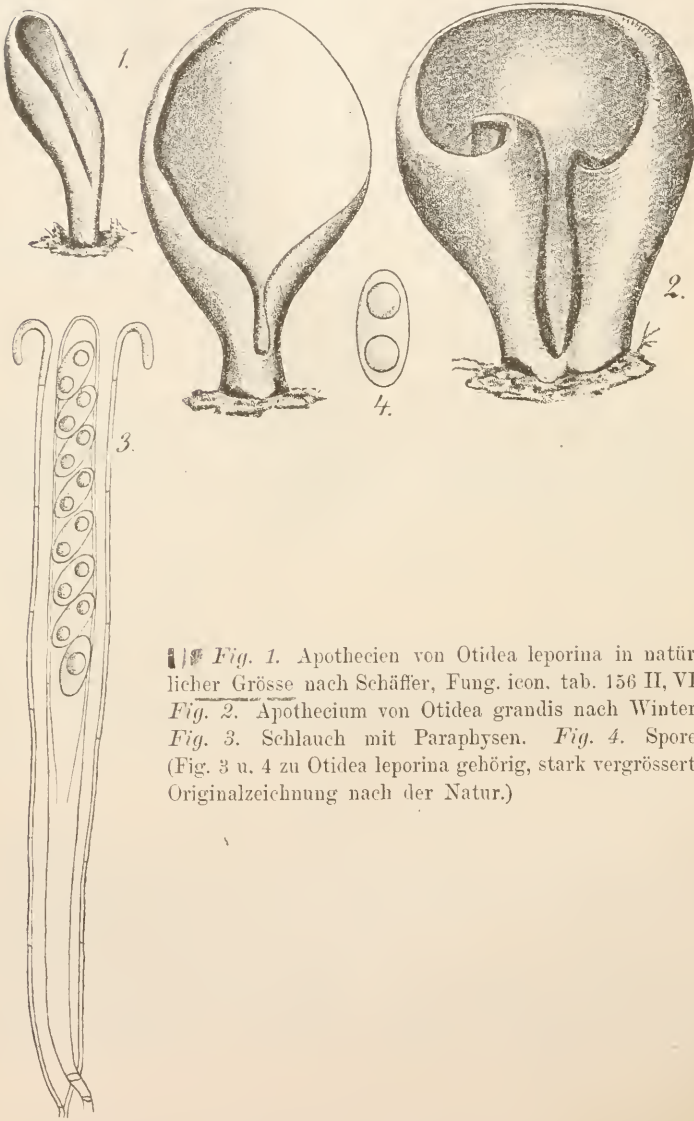 1.
2.
4.
3.
Fig. 1. Apothecien von Otidea leporina in natür
licher Grösse nach Schäffer, Fung. icon. tab. 156 II, VI
Fig. 2. Apothecium von Otidea grandis nach Winter
Fig. 3. Schlauch mit Paraphysen. Fig. 4. Spore
(Fig. 3 u. 4 zu Otidea leporina gehörig, stark vergrössert
Originalzeichnung nach der Natur.)